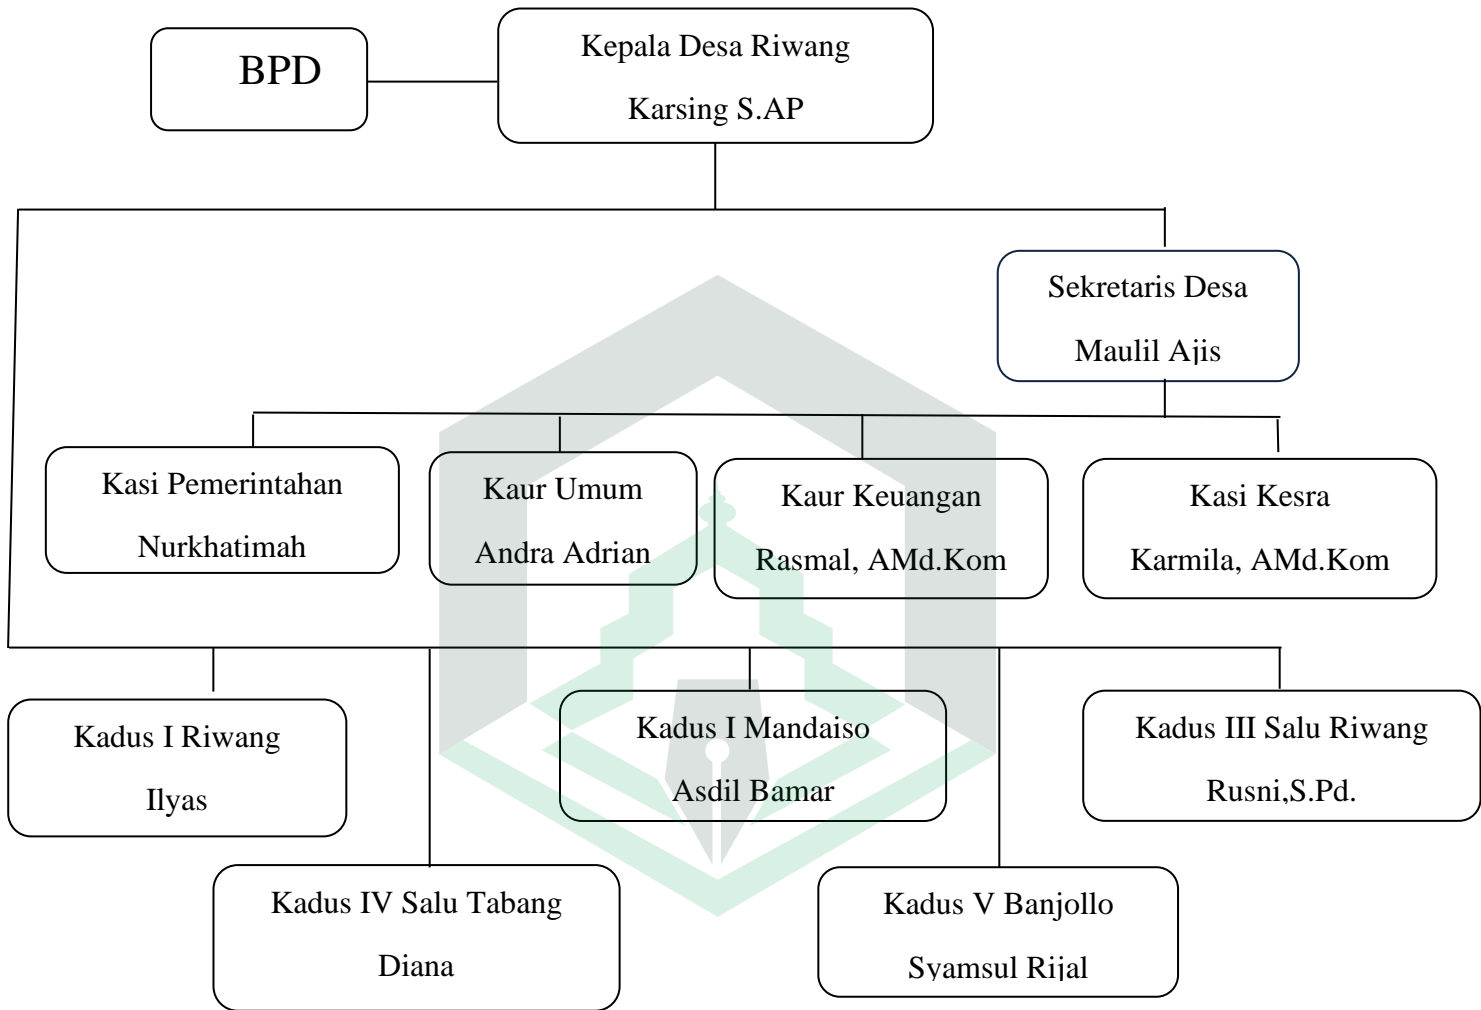 BPD
Kepala Desa Riwang
Karsing S.AP
Sekretaris Desa
Maulil Ajis
Kasi Pemerintahan
Nurkhatimah
Kaur Umum
Andra Adrian
Kaur Keuangan
Rasmal, AMd.Kom
Kasi Kesra
Karmila, AMd.Kom
Kadus I Riwang
Ilyas
Kadus I Mandaiso
Asdil Bamar
Kadus III Salu Riwang
Rusni,S.Pd.
Kadus IV Salu Tabang
Diana
Kadus V Banjollo
Syamsul Rijal